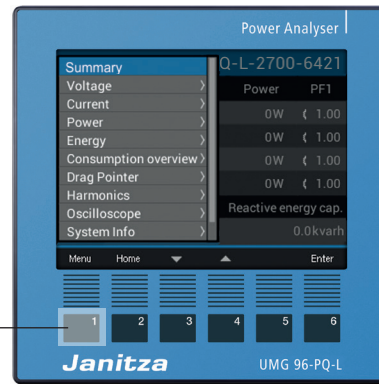 Power Analyser
Q-L-2700-6421
Summary
Voltage
Current
Power
Energy
Consumption overview
Drag Pointer
Harmonics
Oscilloscope
System Info
Power PF1
0W 1.00
0W 1.00
0W 1.00
0W 1.00
Reactive energy cap.
0.0kvarh
Menu Home Enter
1 2 3 4 5 6
Janitza UMG 96-PQ-L